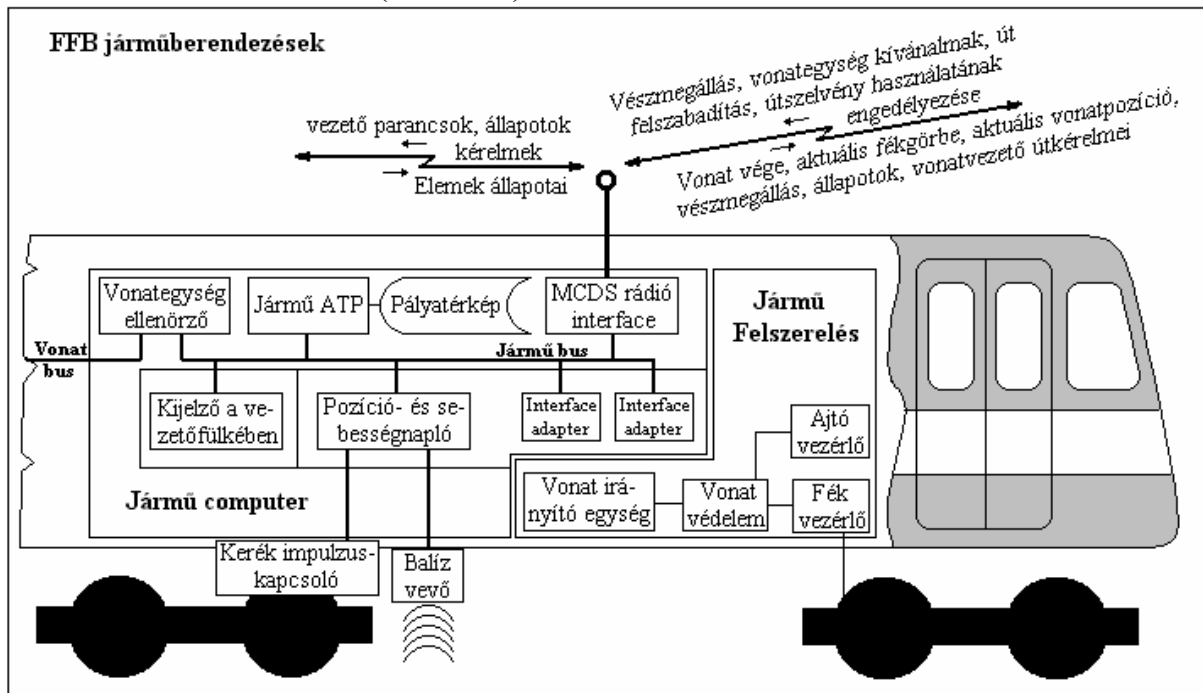 FFB járműberendezések
Vészmegállás, vonategység kívánalmak, út
felszabadítás, útszelvény használatának
engedélyezése
vezető parancsok, állapotok
kérelmek
Elemek állapotai
Vonat vége, aktuális fékgörbe, aktuális vonatpozíció,
vészmegállás, állapotok, vonatvezető útkérelmei
Vonategység
ellenörző
Jármű ATP
Pályatérkép
MCDS rádió
interface
Jármű
Felszerelés
Vonat
bus
Jármű bus
Kijelző a ve-
zetőfülkében
Pozíció- és se-
bességnapló
Interface
adapter
Interface
adapter
Ajtó
vezérlő
Jármű computer
Vonat irá-
nyító egység
Vonat
védelem
Fék
vezérlő
Kerék impulzus-
kapcsoló
Balíz
vevő